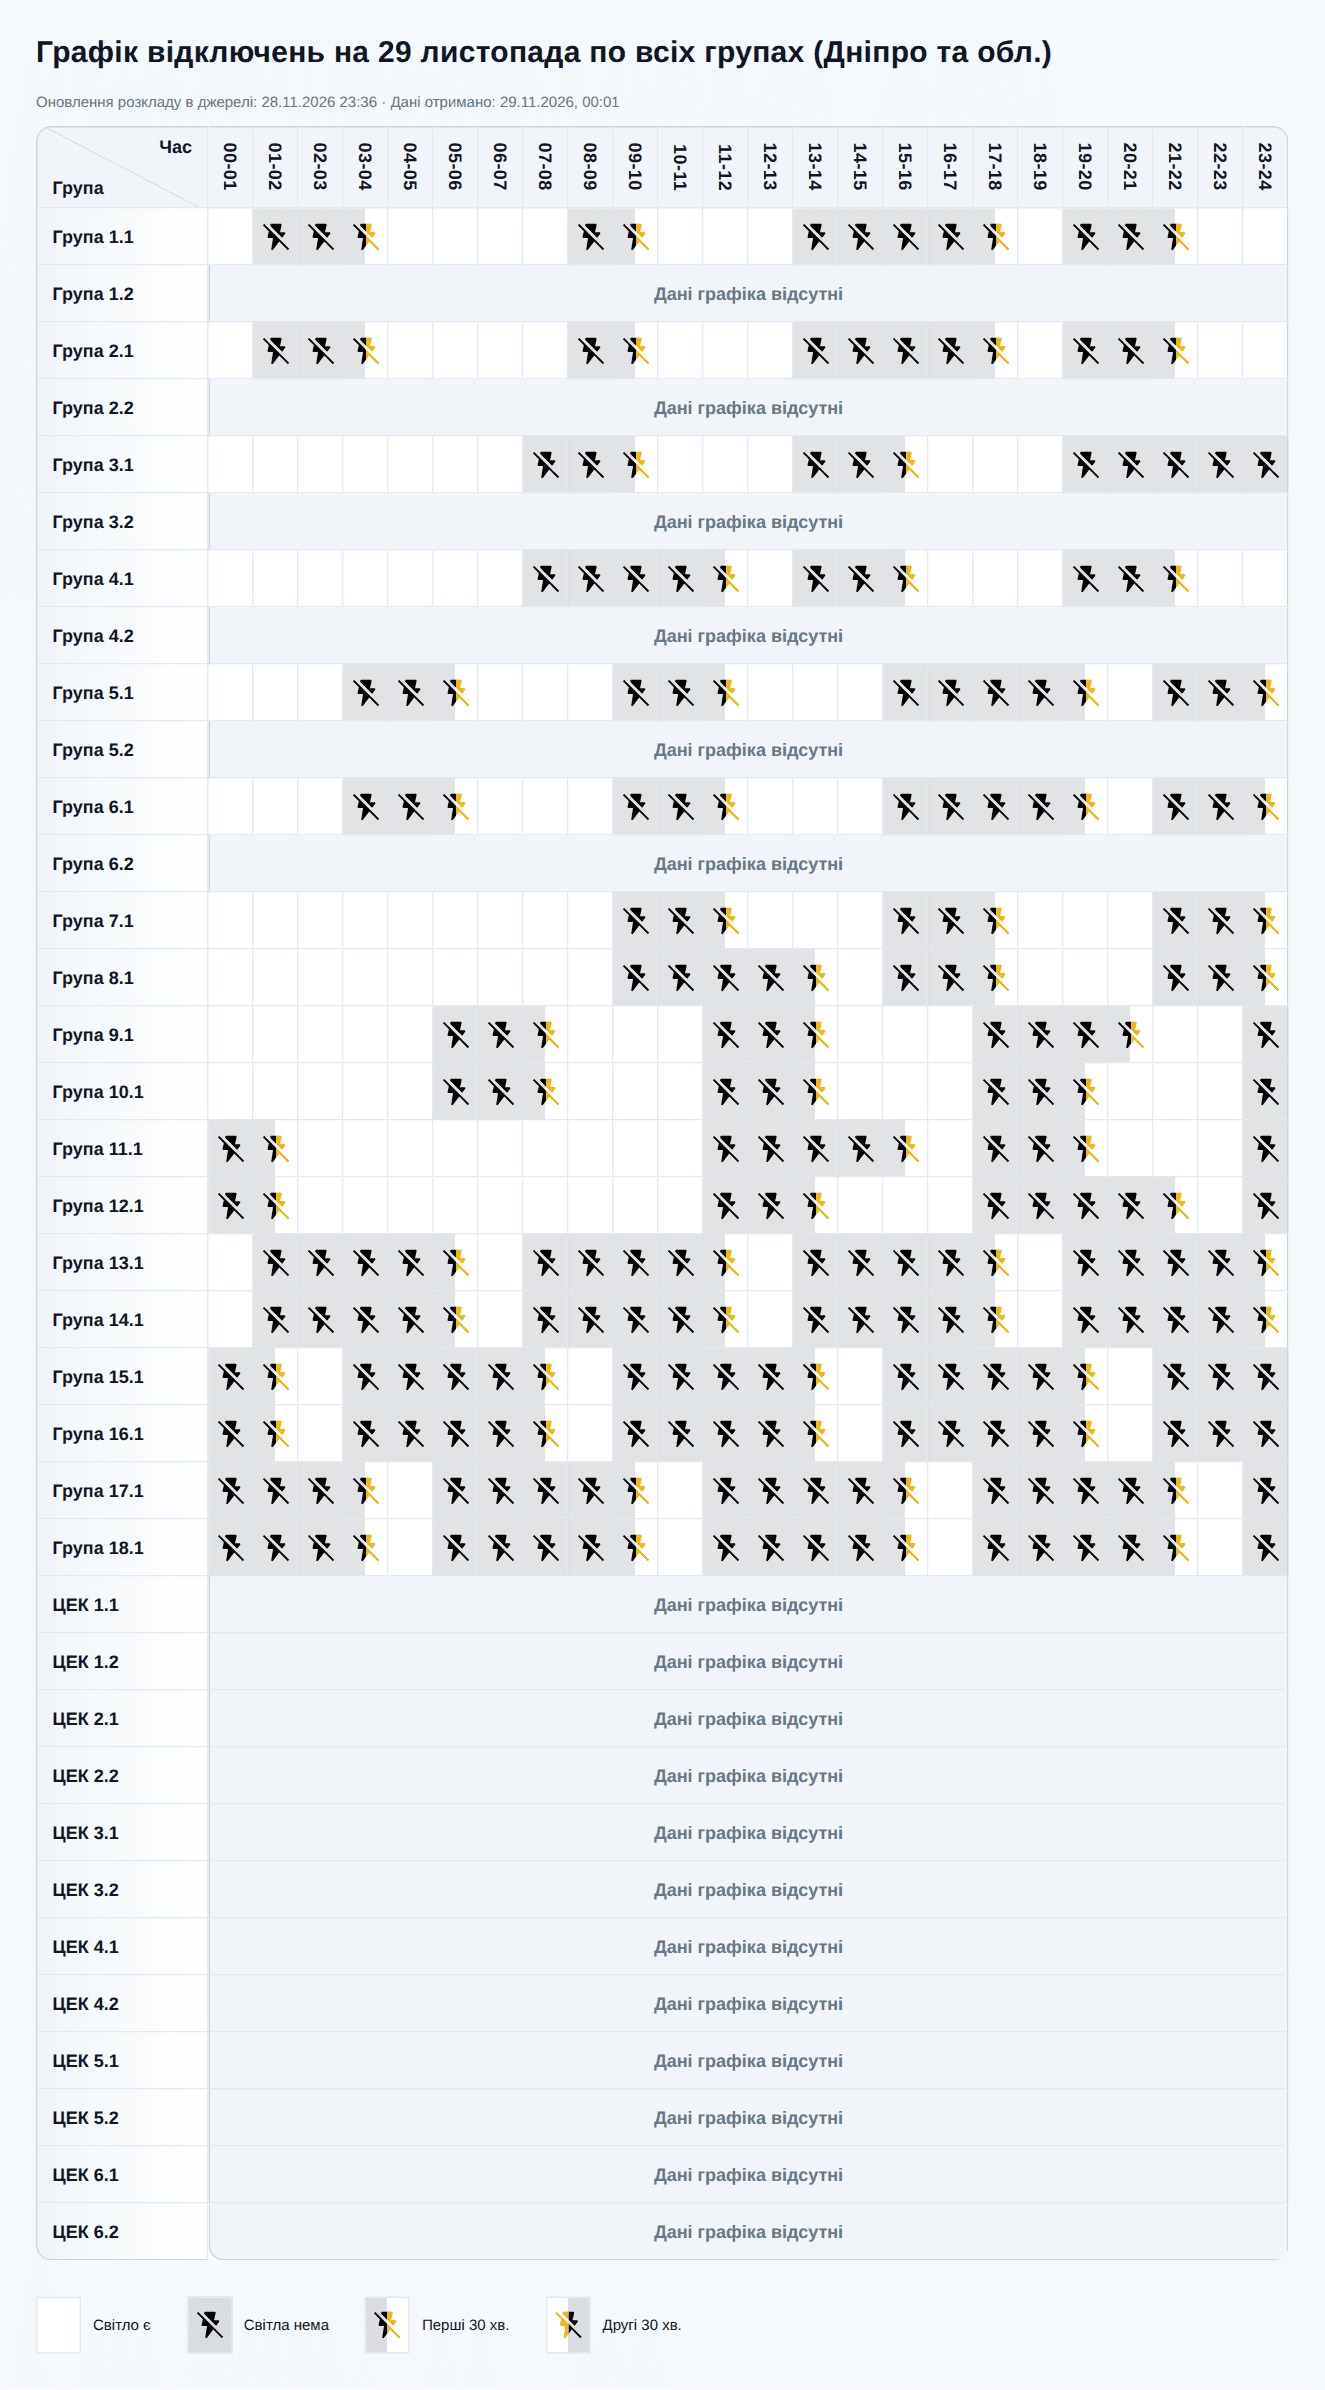 Графік відключень на 29 листопада по всіх групах (Дніпро та обл.)
Оновлення розкладу в джерелі: 28.11.2026 23:36 · Дані отримано: 29.11.2026, 00:01
Час
Група
00-01 01-02 02-03 03-04 04-05 05-06 06-07 07-08 08-09 09-10 10-11 11-12 12-13 13-14 14-15 15-16 16-17 17-18 18-19 19-20 20-21 21-22 22-23 23-24
Група 1.1
Група 1.2 Дані графіка відсутні
Група 2.1
Група 2.2 Дані графіка відсутні
Група 3.1
Група 3.2 Дані графіка відсутні
Група 4.1
Група 4.2 Дані графіка відсутні
Група 5.1
Група 5.2 Дані графіка відсутні
Група 6.1
Група 6.2 Дані графіка відсутні
Група 7.1
Група 8.1
Група 9.1
Група 10.1
Група 11.1
Група 12.1
Група 13.1
Група 14.1
Група 15.1
Група 16.1
Група 17.1
Група 18.1
ЦЕК 1.1 Дані графіка відсутні
ЦЕК 1.2 Дані графіка відсутні
ЦЕК 2.1 Дані графіка відсутні
ЦЕК 2.2 Дані графіка відсутні
ЦЕК 3.1 Дані графіка відсутні
ЦЕК 3.2 Дані графіка відсутні
ЦЕК 4.1 Дані графіка відсутні
ЦЕК 4.2 Дані графіка відсутні
ЦЕК 5.1 Дані графіка відсутні
ЦЕК 5.2 Дані графіка відсутні
ЦЕК 6.1 Дані графіка відсутні
ЦЕК 6.2 Дані графіка відсутні
Світло є Світла нема Перші 30 хв. Другі 30 хв.